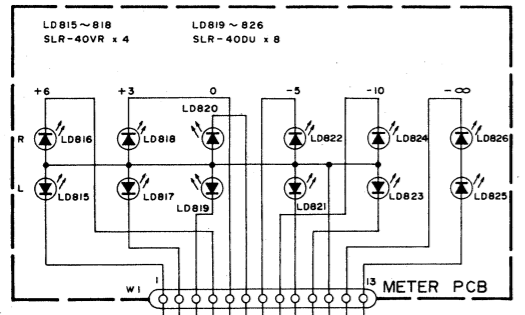 LD815~818 LD819~826
SLR-40VR x 4 SLR-40DU x 8
+6 +3 0 -5 -10 -∞
LD820
R LD816 LD818 LD822 LD824 LD826
L LD815 LD817 LD819 LD821 LD823 LD825
W1 1 13 METER PCB